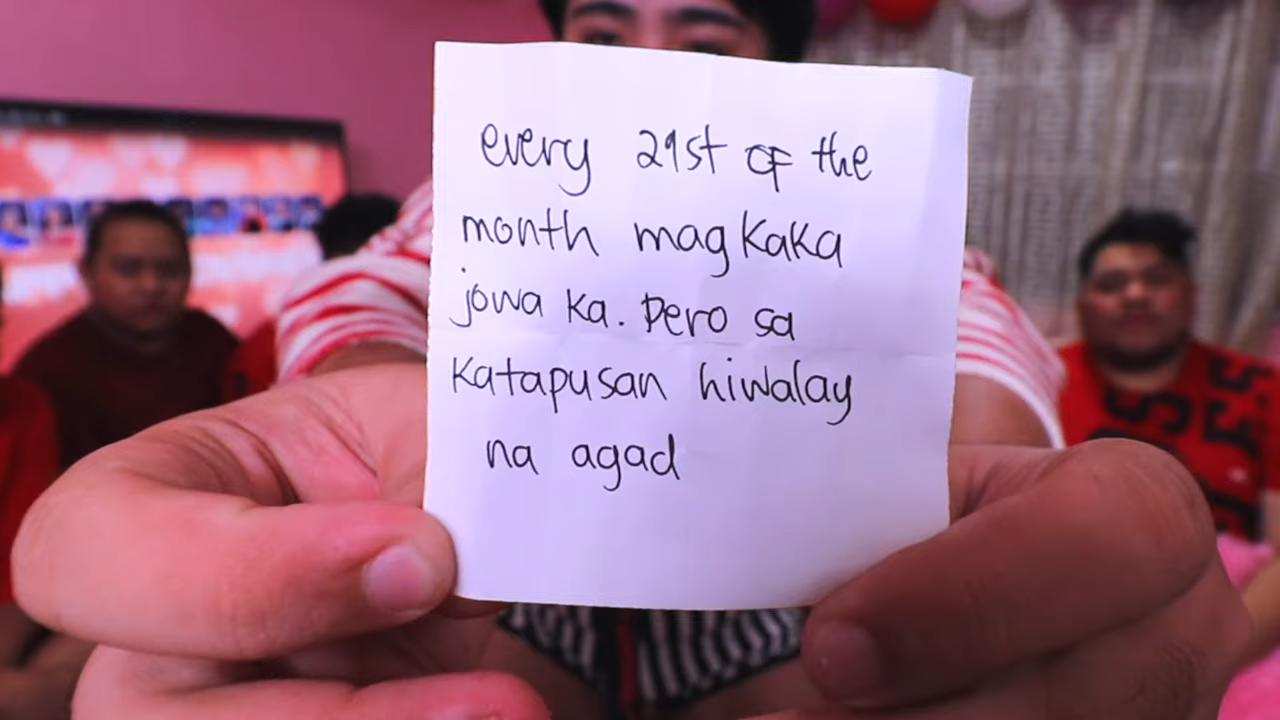 every 21st of the
month magkaka
jowa ka. pero sa
katapusan hiwalay
na agad